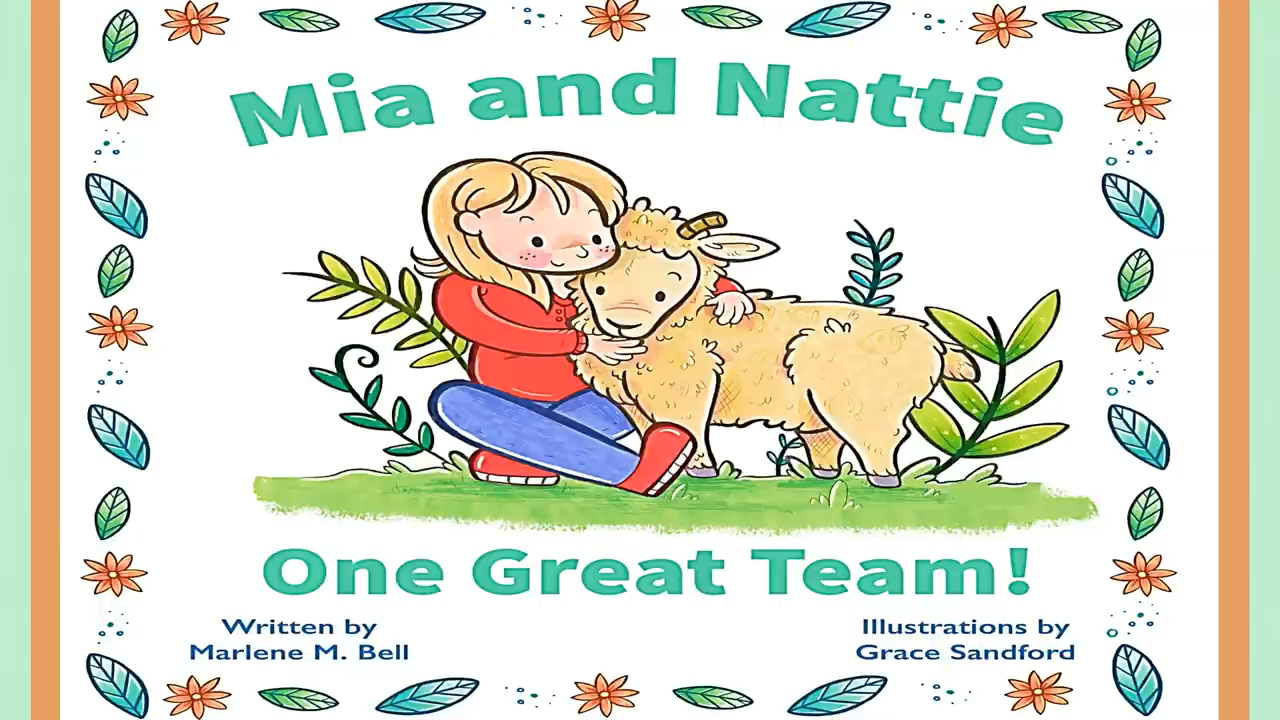 Mia and Nattie
One Great Team!
Written by
Marlene M. Bell
Illustrations by
Grace Sandford